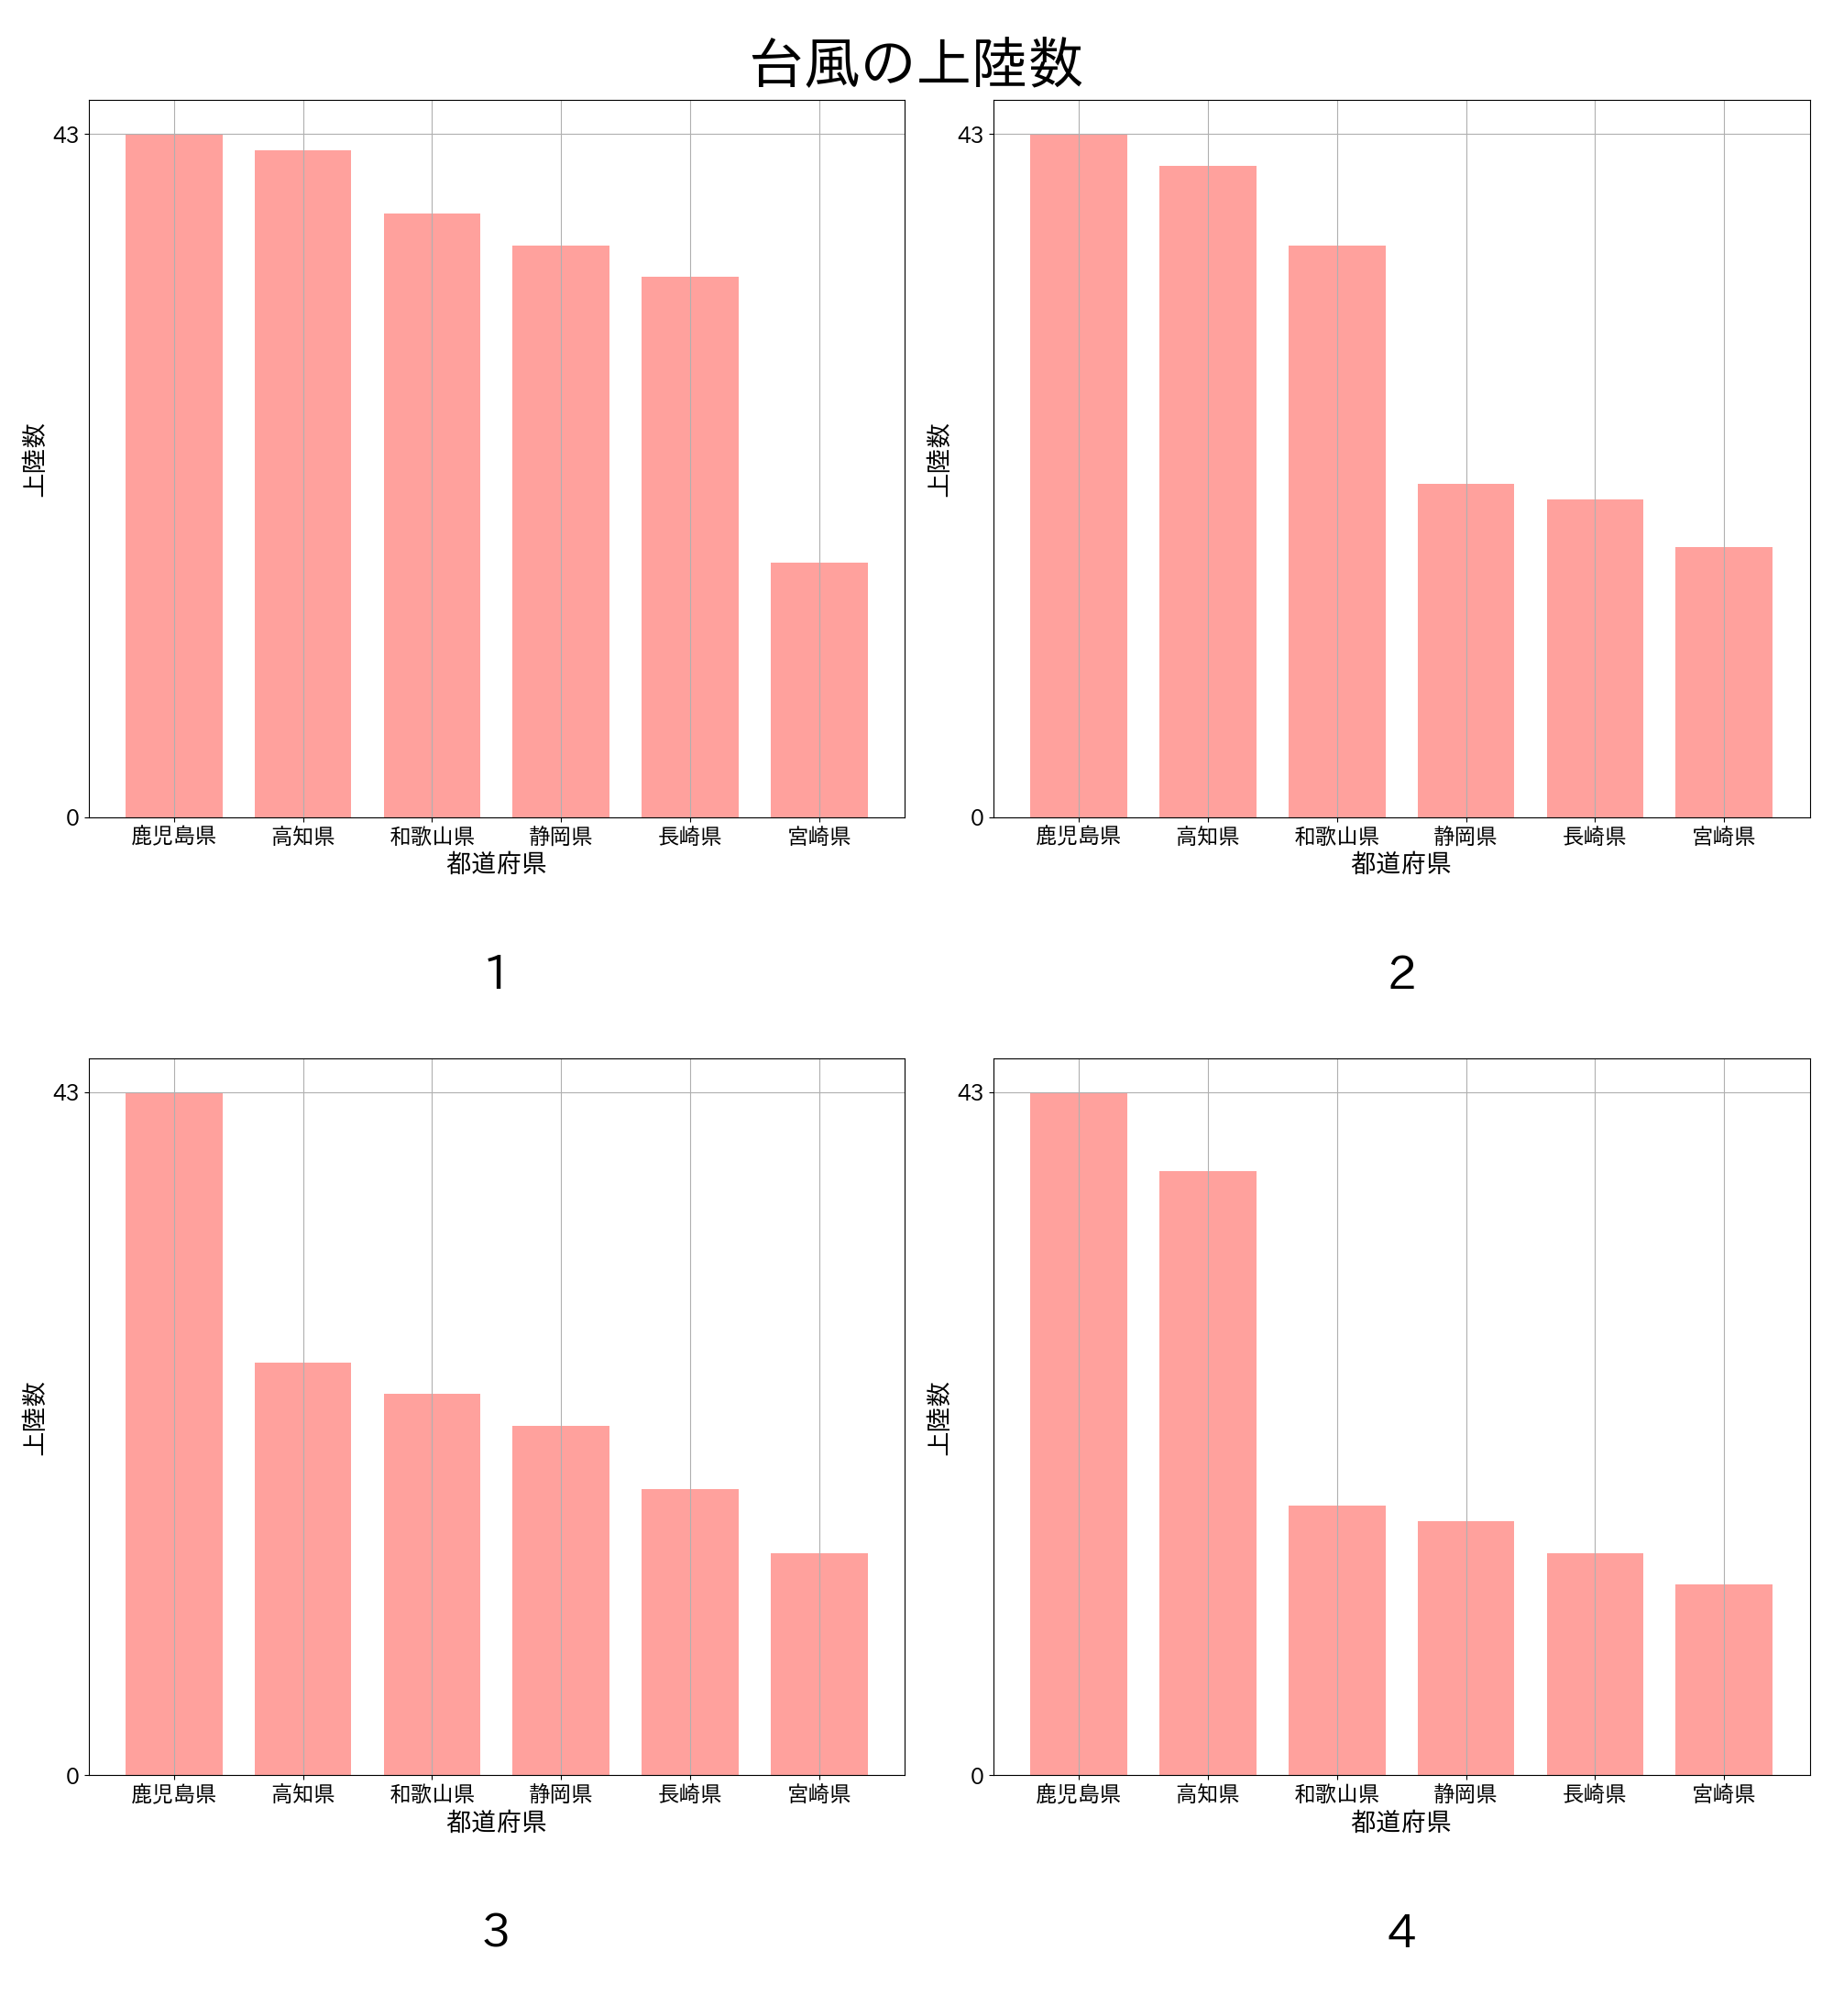 台風の上陸数
43
0
上陸数
鹿児島県 高知県 和歌山県 静岡県 長崎県 宮崎県
都道府県
1
43
0
上陸数
鹿児島県 高知県 和歌山県 静岡県 長崎県 宮崎県
都道府県
2
43
0
上陸数
鹿児島県 高知県 和歌山県 静岡県 長崎県 宮崎県
都道府県
3
43
0
上陸数
鹿児島県 高知県 和歌山県 静岡県 長崎県 宮崎県
都道府県
4